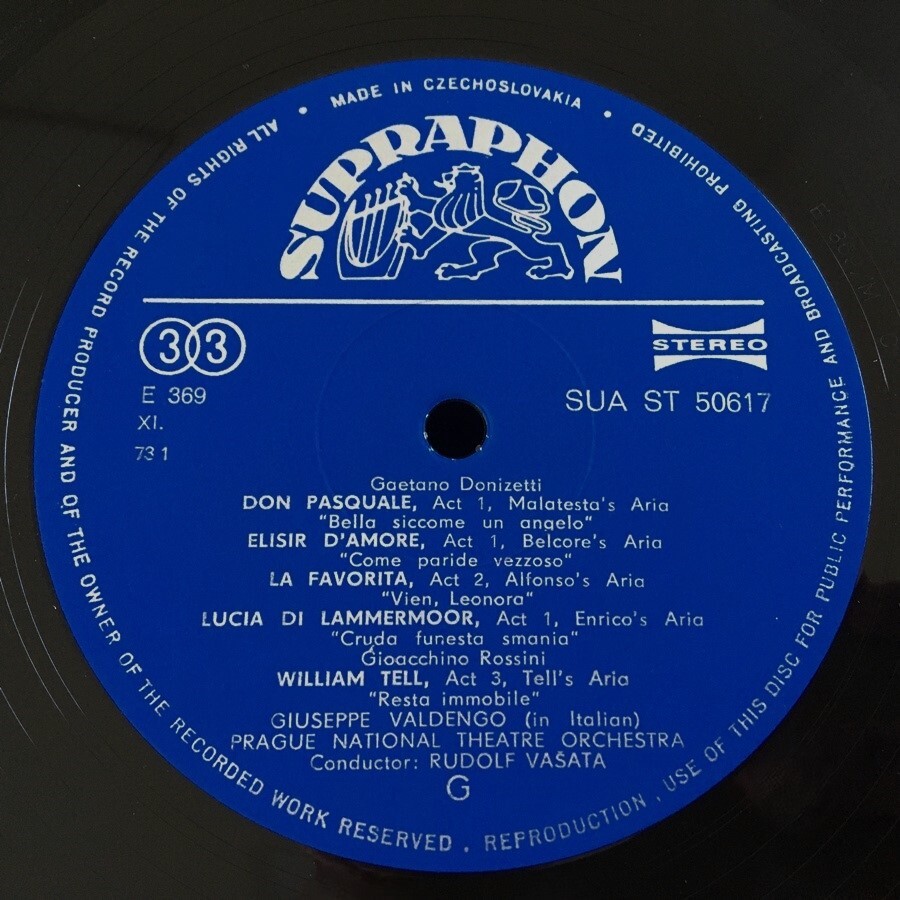 ALL RIGHTS OF THE RECORD PRODUCER AND OF THE OWNER OF THE RECORDED WORK RESERVED . REPRODUCTION , USE OF THIS DISC FOR PUBLIC PERFORMANCE AND BROADCASTING PROHIBITED
• MADE IN CZECHOSLOVAKIA •
SUPRAPHON
33
STEREO
E 369
SUA ST 50617
XI.
73 1
Gaetano Donizetti
DON PASQUALE, Act 1, Malatesta's Aria
"Bella siccome un angelo"
ELISIR D'AMORE, Act 1, Belcore's Aria
"Come paride vezzoso"
LA FAVORITA, Act 2, Alfonso's Aria
"Vien, Leonora"
LUCIA DI LAMMERMOOR, Act 1, Enrico's Aria
"Cruda funesta smania"
Gioacchino Rossini
WILLIAM TELL, Act 3, Tell's Aria
"Resta immobile"
GIUSEPPE VALDENGO (in Italian)
PRAGUE NATIONAL THEATRE ORCHESTRA
Conductor: RUDOLF VAŠATA
G